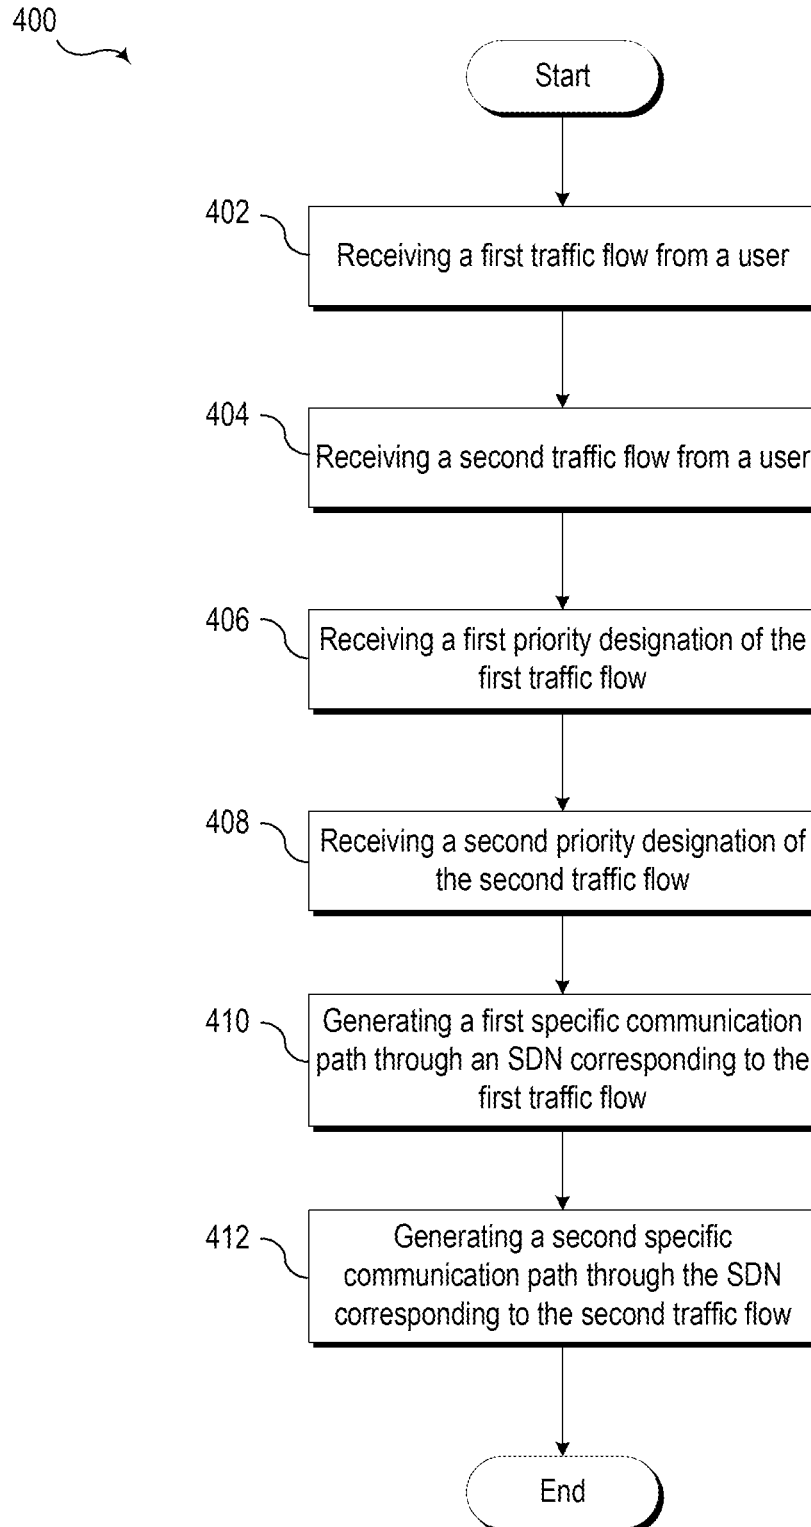 400
Start
402
Receiving a first traffic flow from a user
404
Receiving a second traffic flow from a user
406
Receiving a first priority designation of the
first traffic flow
408
Receiving a second priority designation of
the second traffic flow
410
Generating a first specific communication
path through an SDN corresponding to the
first traffic flow
412
Generating a second specific
communication path through the SDN
corresponding to the second traffic flow
End